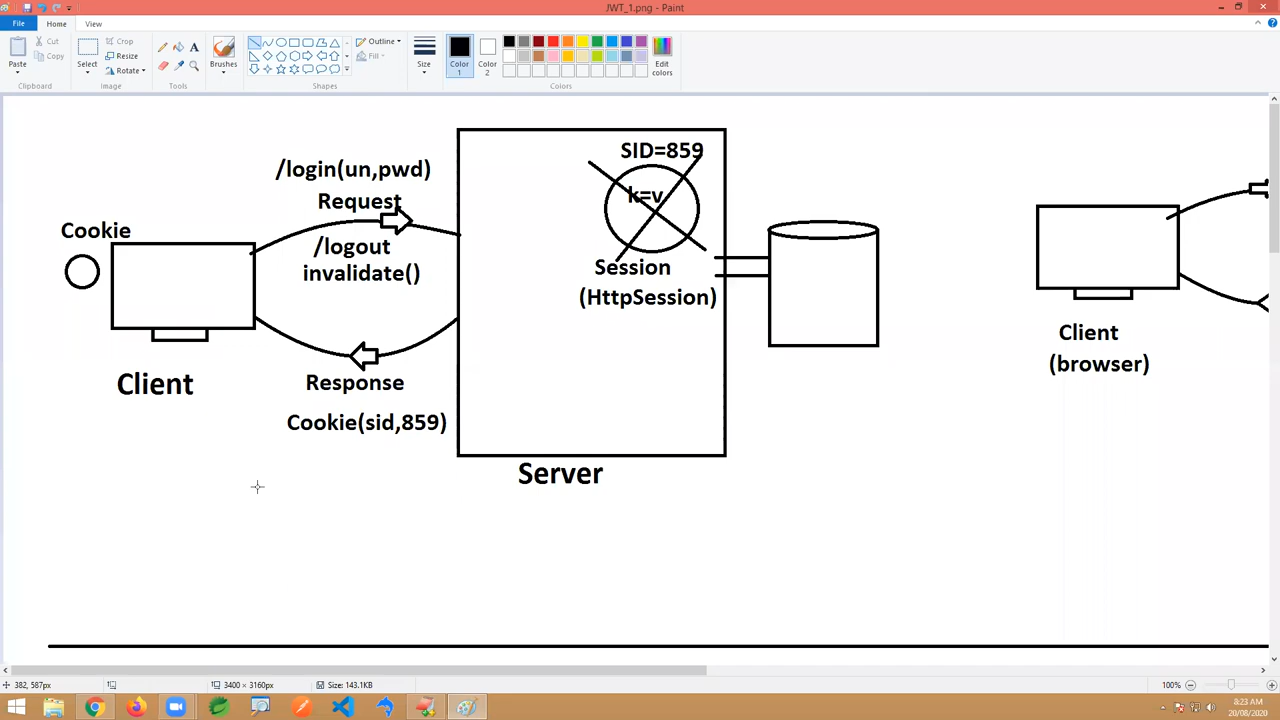 JWT_1.png - Paint
File
Home
View
Paste
Cut
Copy
Clipboard
Select
Crop
Resize
Rotate
Image
A
Tools
Brushes
Shapes
Outline
Fill
Size
Color
1
Color
2
Edit
colors
Colors
/login(un,pwd)
Request
/logout
invalidate()
Cookie
Client
Response
Cookie(sid,859)
SID=859
k=v
Session
(HttpSession)
Server
Client
(browser)
382, 587px
3400 × 3160px
Size: 143.1KB
100%
8:23 AM
20/08/2020